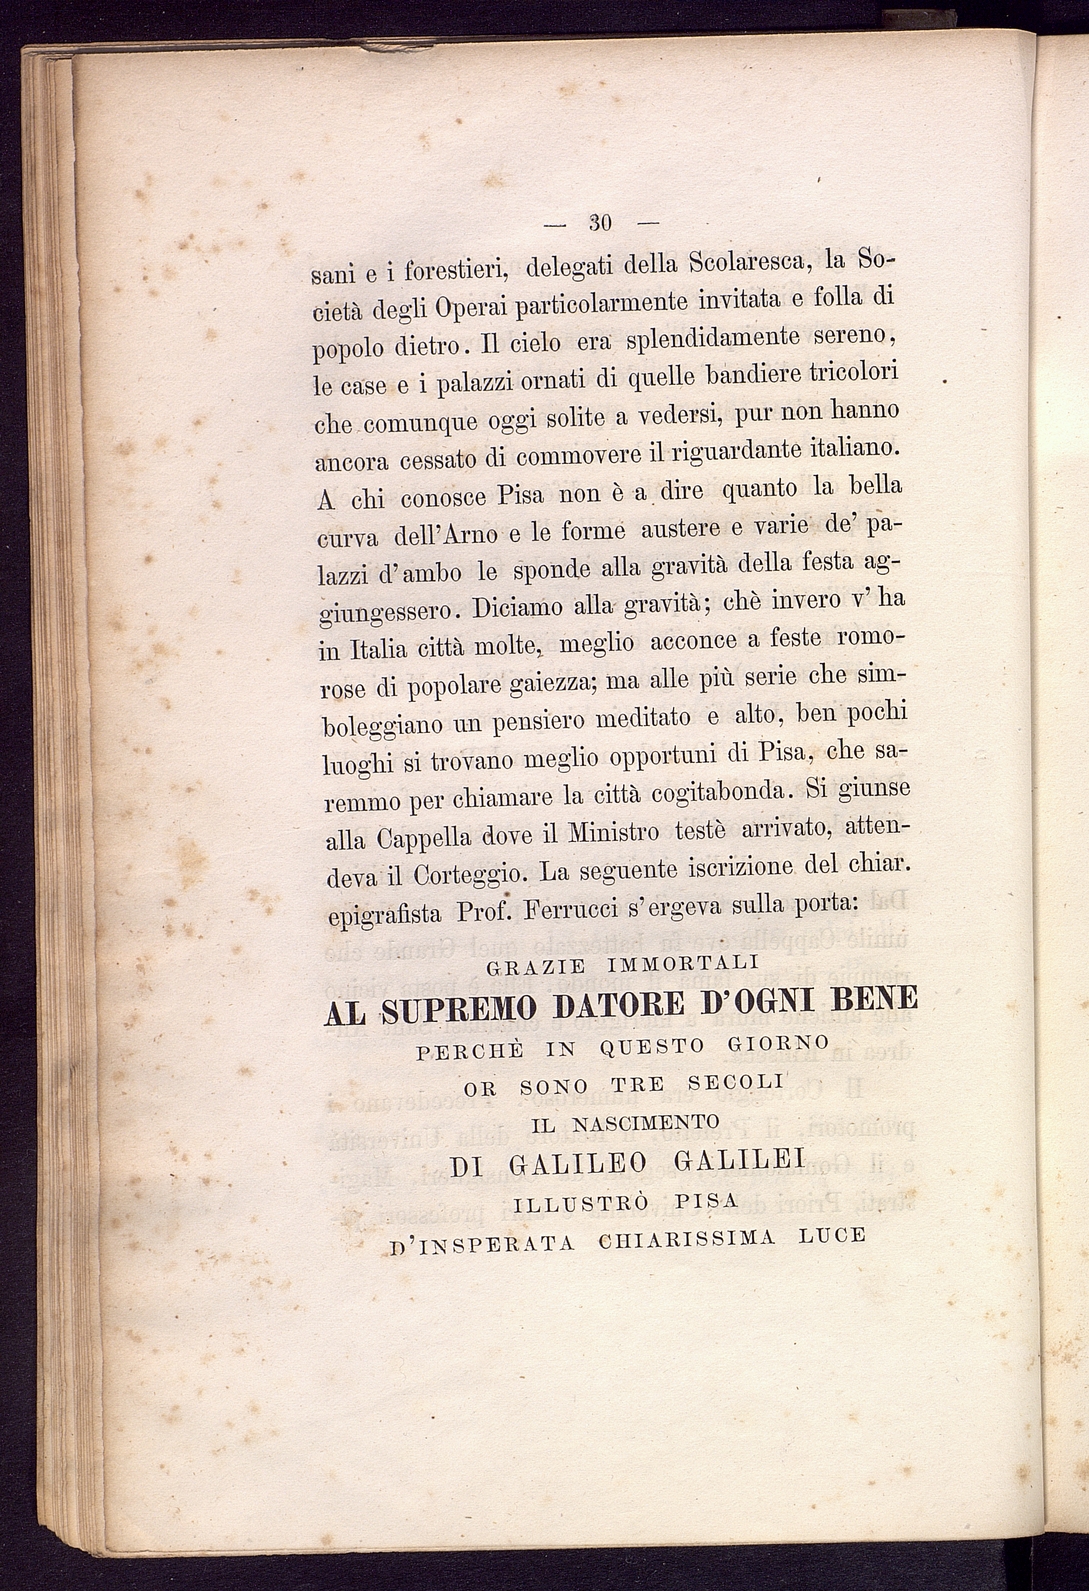 — 30 —
sani e i forestieri, delegati della Scolaresca, la So-
cietà degli Operai particolarmente invitata e folla di
popolo dietro. Il cielo era splendidamente sereno,
le case e i palazzi ornati di quelle bandiere tricolori
che comunque oggi solite a vedersi, pur non hanno
ancora cessato di commovere il riguardante italiano.
A chi conosce Pisa non è a dire quanto la bella
curva dell'Arno e le forme austere e varie de' pa-
lazzi d'ambo le sponde alla gravità della festa ag-
giungessero. Diciamo alla gravità; chè invero v' ha
in Italia città molte, meglio acconce a feste romo-
rose di popolare gaiezza; ma alle più serie che sim-
boleggiano un pensiero meditato e alto, ben pochi
luoghi si trovano meglio opportuni di Pisa, che sa-
remmo per chiamare la città cogitabonda. Si giunse
alla Cappella dove il Ministro testè arrivato, atten-
deva il Corteggio. La seguente iscrizione del chiar.
epigrafista Prof. Ferrucci s'ergeva sulla porta:
GRAZIE IMMORTALI
AL SUPREMO DATORE D'OGNI BENE
PERCHÈ IN QUESTO GIORNO
OR SONO TRE SECOLI
IL NASCIMENTO
DI GALILEO GALILEI
ILLUSTRÒ PISA
D'INSPERATA CHIARISSIMA LUCE